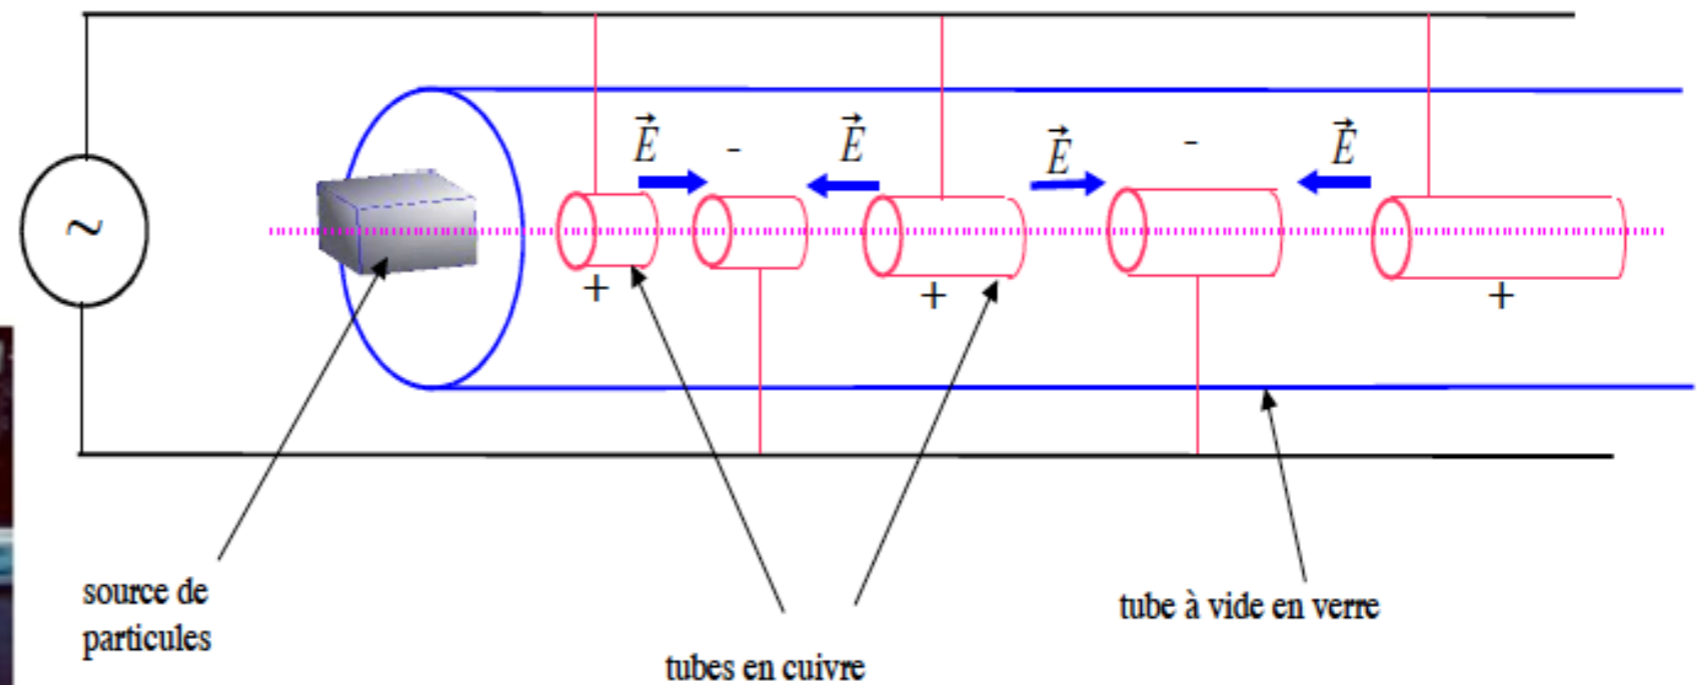 E⃗ - E⃗ E⃗ - E⃗
~
+ + +
source de
particules
tubes en cuivre
tube à vide en verre